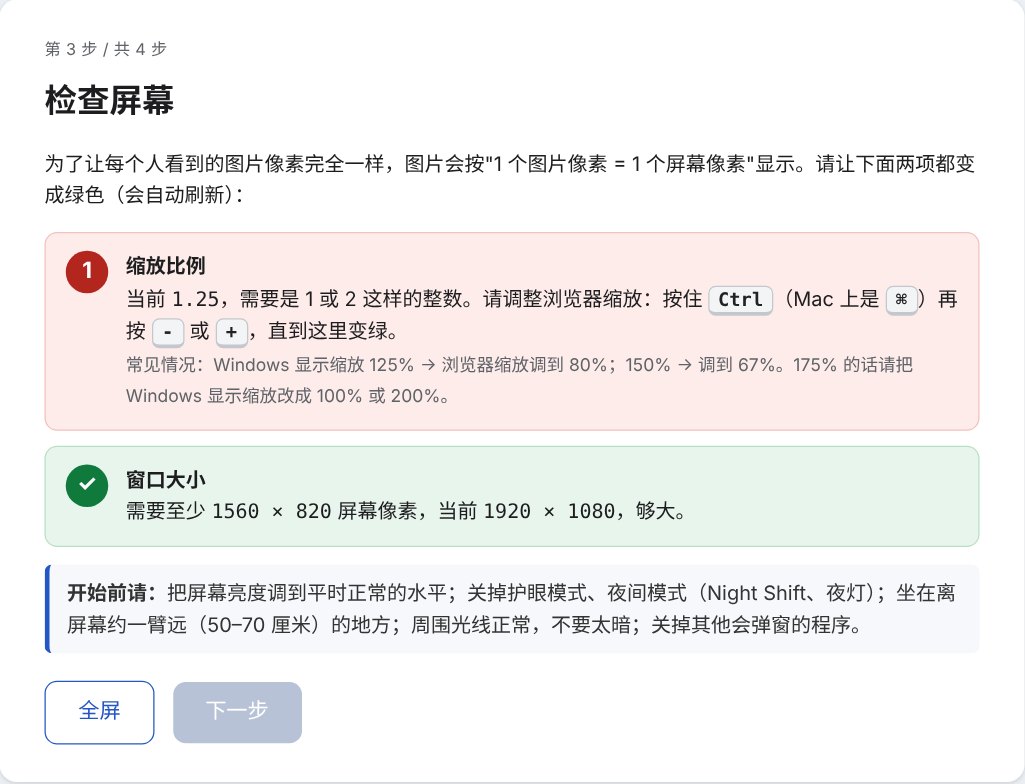 第 3 步 / 共 4 步
检查屏幕
为了让每个人看到的图片像素完全一样，图片会按"1 个图片像素 = 1 个屏幕像素"显示。请让下面两项都变
成绿色（会自动刷新）：
1
缩放比例
当前 1.25，需要是 1 或 2 这样的整数。请调整浏览器缩放：按住 Ctrl （Mac 上是 ⌘）再
按 - 或 +，直到这里变绿。
常见情况：Windows 显示缩放 125% → 浏览器缩放调到 80%；150% → 调到 67%。175% 的话请把
Windows 显示缩放改成 100% 或 200%。
✓
窗口大小
需要至少 1560 × 820 屏幕像素，当前 1920 × 1080，够大。
开始前请：把屏幕亮度调到平时正常的水平；关掉护眼模式、夜间模式（Night Shift、夜灯）；坐在离
屏幕约一臂远（50–70 厘米）的地方；周围光线正常，不要太暗；关掉其他会弹窗的程序。
全屏
下一步